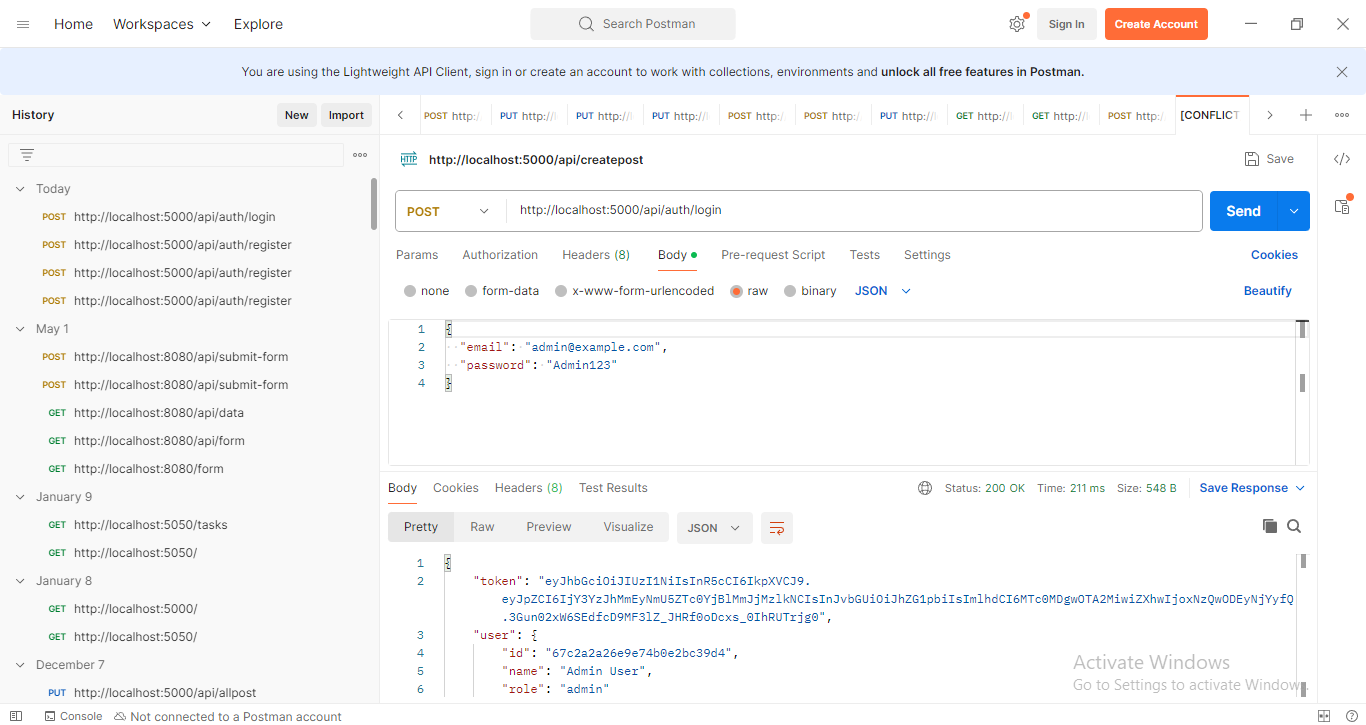 Home Workspaces Explore Search Postman Sign In Create Account
You are using the Lightweight API Client, sign in or create an account to work with collections, environments and unlock all free features in Postman.
History New Import
POST http:/ PUT http://l PUT http://l PUT http://l POST http:/ POST http:/ PUT http://l GET http://l GET http://l POST http:/ [CONFLICT
HTTP http://localhost:5000/api/createpost Save
Today
POST http://localhost:5000/api/auth/login
POST http://localhost:5000/api/auth/register
POST http://localhost:5000/api/auth/register
POST http://localhost:5000/api/auth/register
May 1
POST http://localhost:8080/api/submit-form
POST http://localhost:8080/api/submit-form
GET http://localhost:8080/api/data
GET http://localhost:8080/api/form
GET http://localhost:8080/form
January 9
GET http://localhost:5050/tasks
GET http://localhost:5050/
January 8
GET http://localhost:5000/
GET http://localhost:5050/
December 7
PUT http://localhost:5000/api/allpost
POST http://localhost:5000/api/auth/login Send
Params Authorization Headers (8) Body Pre-request Script Tests Settings Cookies
none form-data x-www-form-urlencoded raw binary JSON Beautify
1 {
2 "email": "admin@example.com",
3 "password": "Admin123"
4 }
Body Cookies Headers (8) Test Results Status: 200 OK Time: 211 ms Size: 548 B Save Response
Pretty Raw Preview Visualize JSON
1 {
2 "token": "eyJhbGciOiJIUzI1NiIsInR5cCI6IkpXVCJ9.
eyJpZCI6IjY3YzJhMmEyNmU5ZTc0YjBlMmJjMzlkNCIsInJvbGUiOiJhZG1pbiIsImlhdCI6MTc0MDgwOTA2MiwiZXhwIjoxNzQwODEyNjYyfQ
.3Gun02xW6SEdfcD9MF3lZ_JHRf0oDcxs_0IhRUTrjg0",
3 "user": {
4 "id": "67c2a2a26e9e74b0e2bc39d4",
5 "name": "Admin User",
6 "role": "admin"
Activate Windows
Go to Settings to activate Windows.
Console Not connected to a Postman account